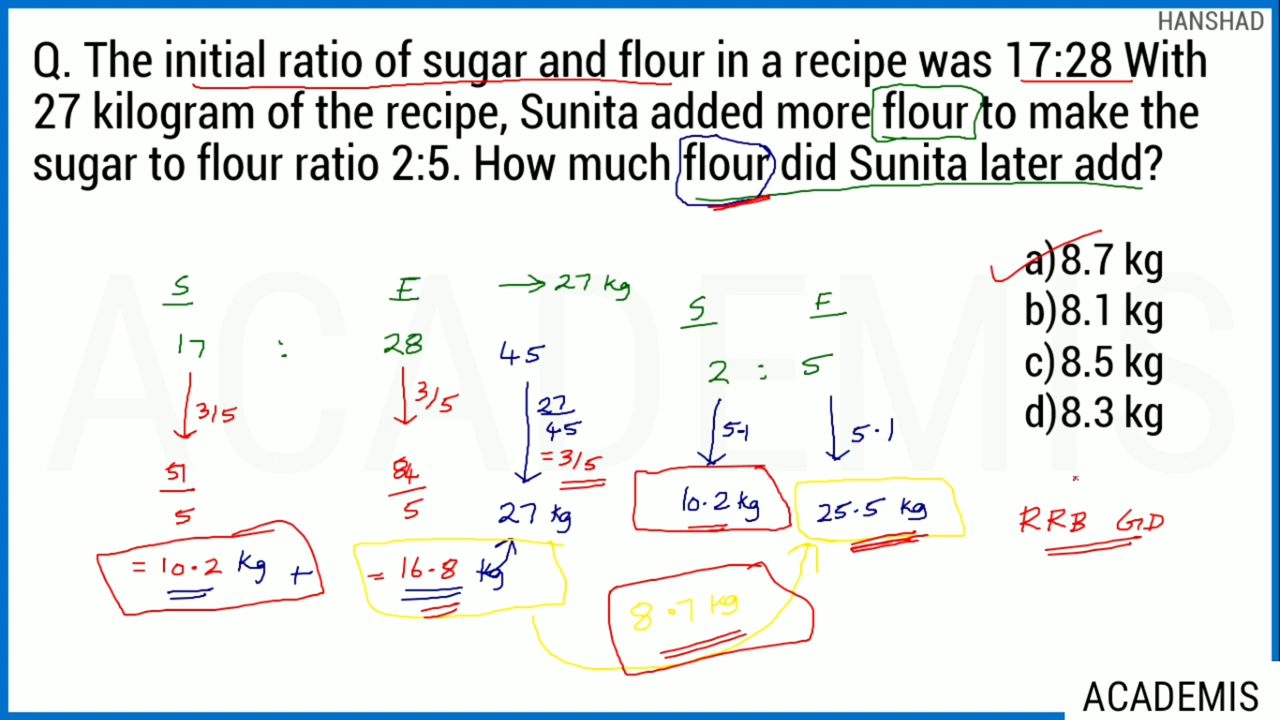 HANSHAD
Q. The initial ratio of sugar and flour in a recipe was 17:28 With
27 kilogram of the recipe, Sunita added more flour to make the
sugar to flour ratio 2:5. How much flour did Sunita later add?
a)8.7 kg
b)8.1 kg
c)8.5 kg
d)8.3 kg
S F → 27 kg
17 : 28 45
3/5 3/5 27/45
= 3/5
51/5 84/5 27 kg
= 10.2 kg + = 16.8 kg
S F
2 : 5
5.1 5.1
10.2 kg 25.5 kg
8.7 kg
RRB GD
ACADEMIS
ACADEMIS